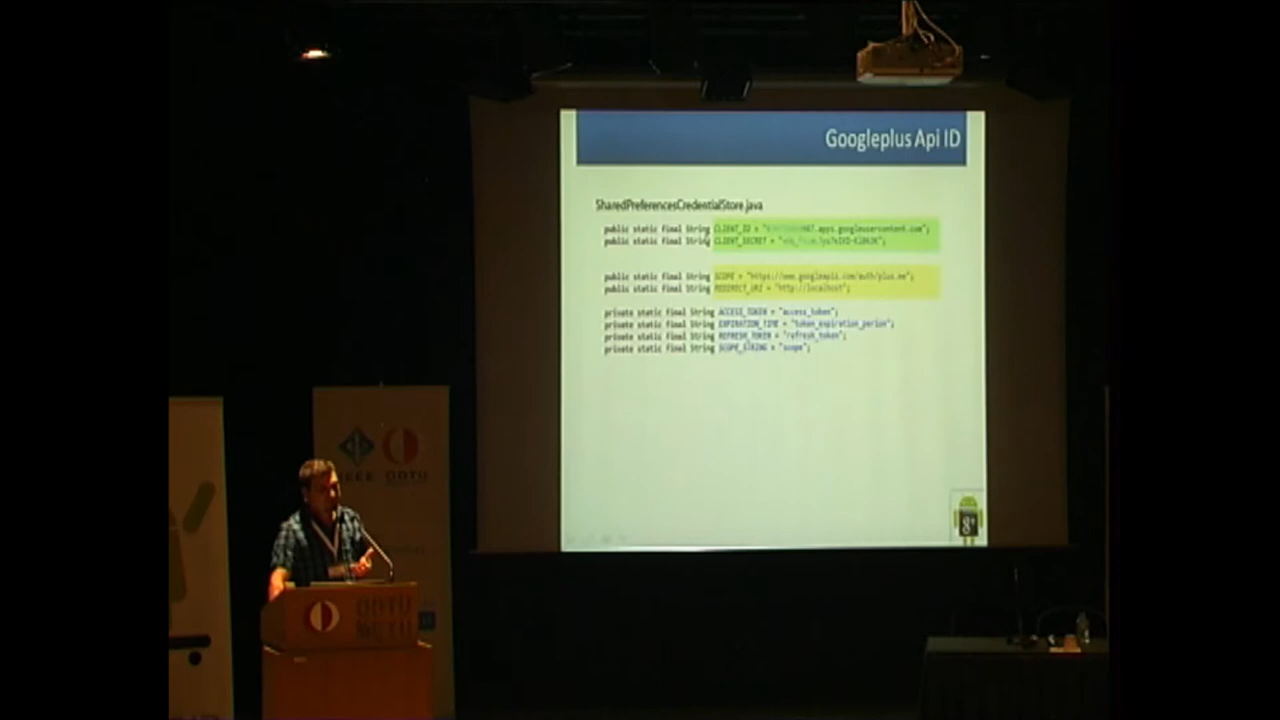 Googleplus Api ID
SharedPreferencesCredentialStore.java
public static final String CLIENT_ID = apps.googleusercontent.com";
public static final String CLIENT_SECRET =
public static final String SCOPE = "https://www.googleapis.com/auth/plus.me";
public static final String REDIRECT_URI = "http://localhost";
private static final String ACCESS_TOKEN = "access_token";
private static final String EXPIRATION_TIME = "token_expiration_perion";
private static final String REFRESH_TOKEN = "refresh_token";
private static final String SCOPE_STRING = "scope";
g+
IEEE ODTÜ
ODTÜ
METU